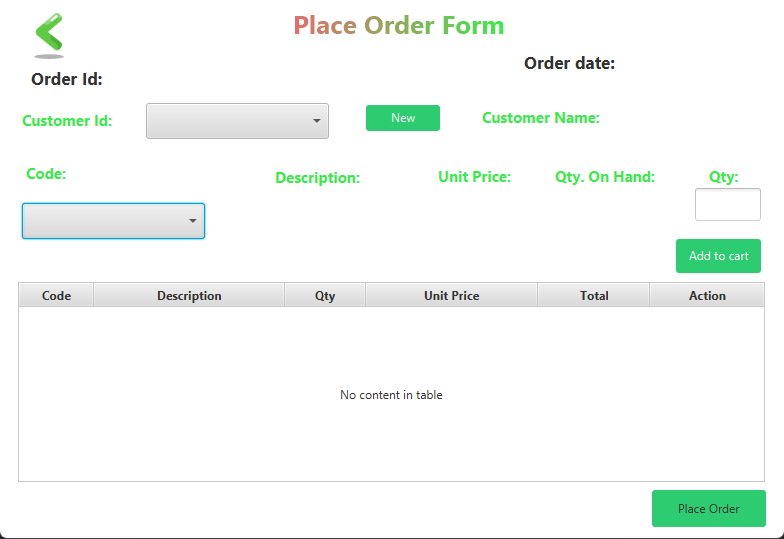 Place Order Form
Order date:
Order Id:
Customer Id:
New
Customer Name:
Code:
Description:
Unit Price:
Qty. On Hand:
Qty:
Add to cart
Code Description Qty Unit Price Total Action
No content in table
Place Order